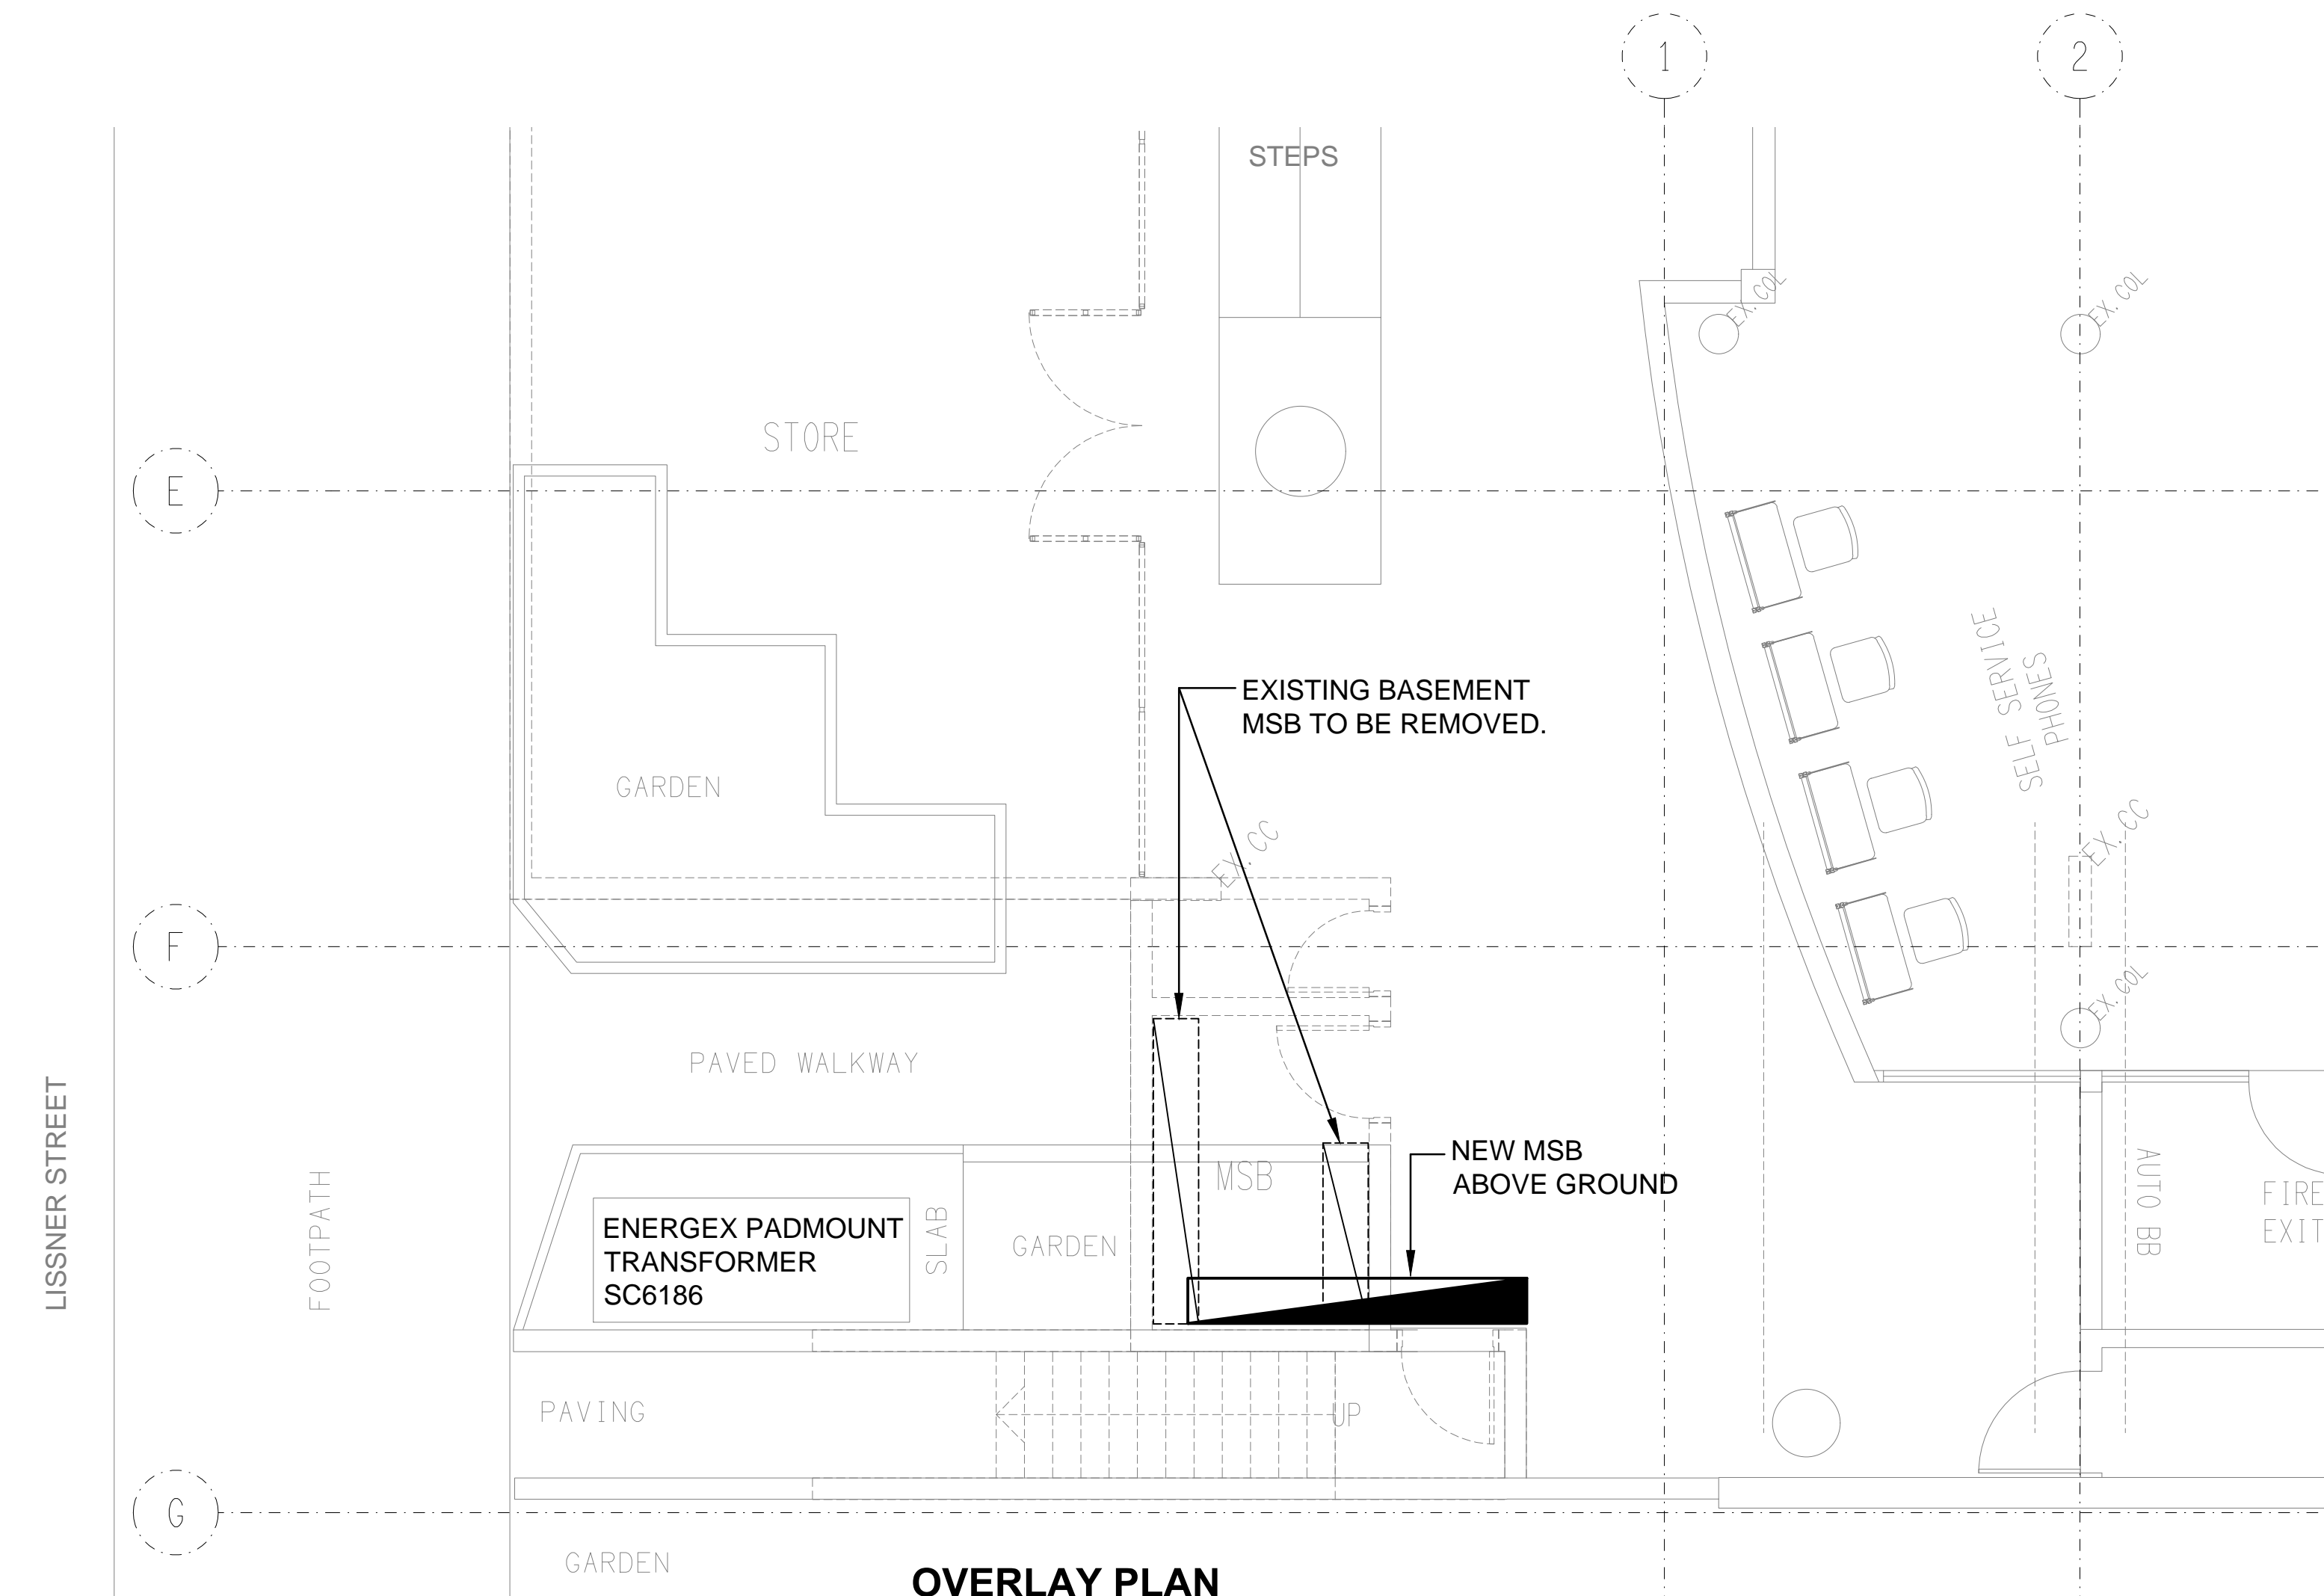 1
2
STEPS
EX.COL
EX.COL
STORE
E
SELF SERVICE
PHONES
EXISTING BASEMENT
MSB TO BE REMOVED.
GARDEN
EX.CC
EX.CC
F
EX.COL
PAVED WALKWAY
LISSNER STREET
FOOTPATH
MSB
NEW MSB
ABOVE GROUND
ENERGEX PADMOUNT
TRANSFORMER
SC6186
SLAB
GARDEN
AUTO BB
FIRE
EXIT
PAVING
UP
G
GARDEN
OVERLAY PLAN